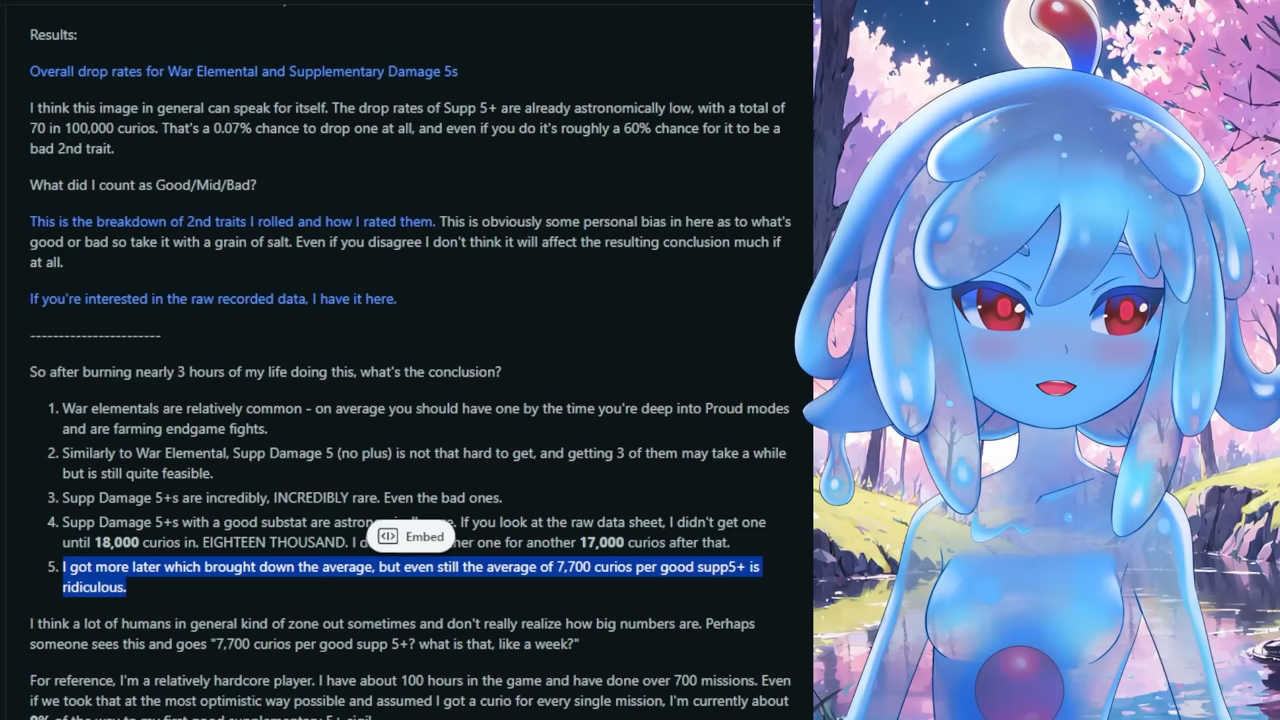 Results:
Overall drop rates for War Elemental and Supplementary Damage 5s
I think this image in general can speak for itself. The drop rates of Supp 5+ are already astronomically low, with a total of
70 in 100,000 curios. That's a 0.07% chance to drop one at all, and even if you do it's roughly a 60% chance for it to be a
bad 2nd trait.
What did I count as Good/Mid/Bad?
This is the breakdown of 2nd traits I rolled and how I rated them. This is obviously some personal bias in here as to what's
good or bad so take it with a grain of salt. Even if you disagree I don't think it will affect the resulting conclusion much if
at all.
If you're interested in the raw recorded data, I have it here.
-----------------------
So after burning nearly 3 hours of my life doing this, what's the conclusion?
1. War elementals are relatively common - on average you should have one by the time you're deep into Proud modes
and are farming endgame fights.
2. Similarly to War Elemental, Supp Damage 5 (no plus) is not that hard to get, and getting 3 of them may take a while
but is still quite feasible.
3. Supp Damage 5+s are incredibly, INCREDIBLY rare. Even the bad ones.
4. Supp Damage 5+s with a good substat are If you look at the raw data sheet, I didn't get one
until 18,000 curios in. EIGHTEEN THOUSAND. I one for another 17,000 curios after that.
Embed
5. I got more later which brought down the average, but even still the average of 7,700 curios per good supp5+ is
ridiculous.
I think a lot of humans in general kind of zone out sometimes and don't really realize how big numbers are. Perhaps
someone sees this and goes "7,700 curios per good supp 5+? what is that, like a week?"
For reference, I'm a relatively hardcore player. I have about 100 hours in the game and have done over 700 missions. Even
if we took that at the most optimistic way possible and assumed I got a curio for every single mission, I'm currently about